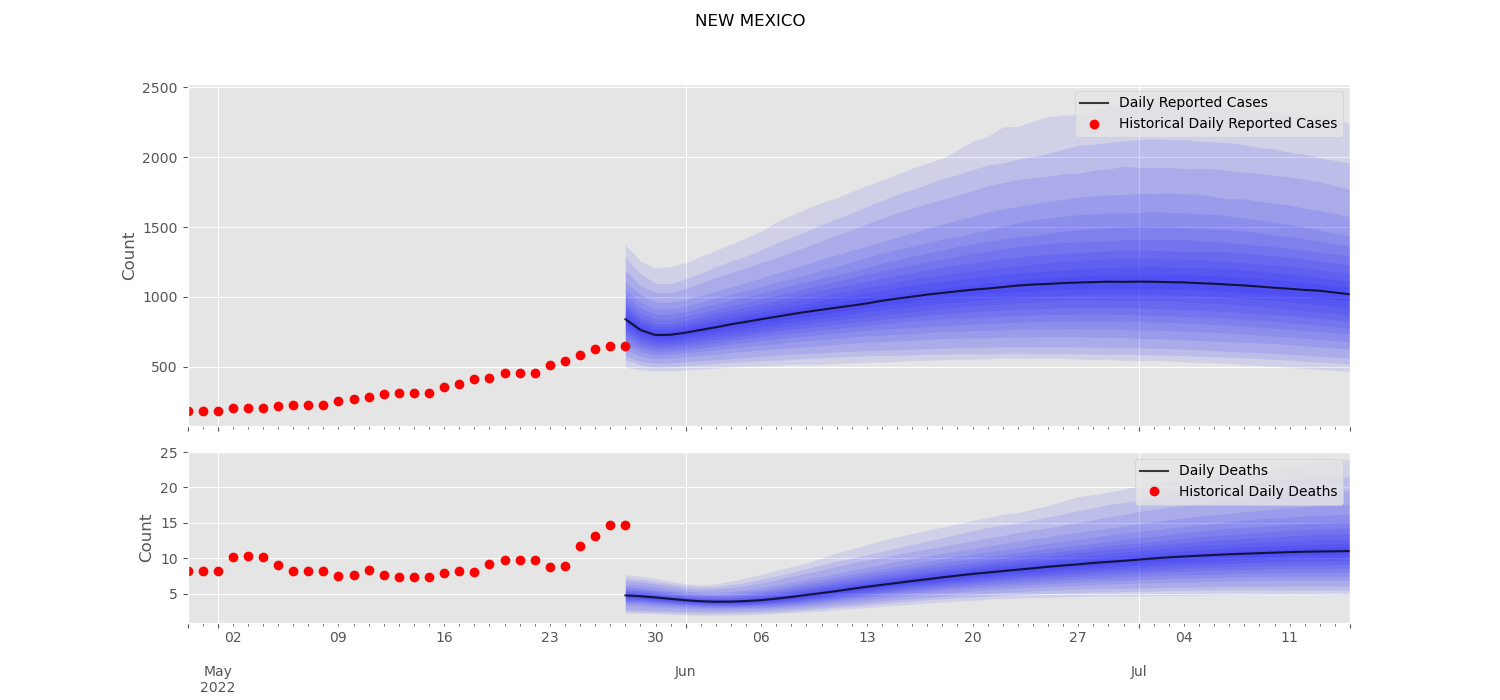 NEW MEXICO
2500
2000
1500
1000
500
Count
Daily Reported Cases
Historical Daily Reported Cases
25
20
15
10
5
Count
Daily Deaths
Historical Daily Deaths
02 09 16 23 30 06 13 20 27 04 11
May Jun Jul
2022